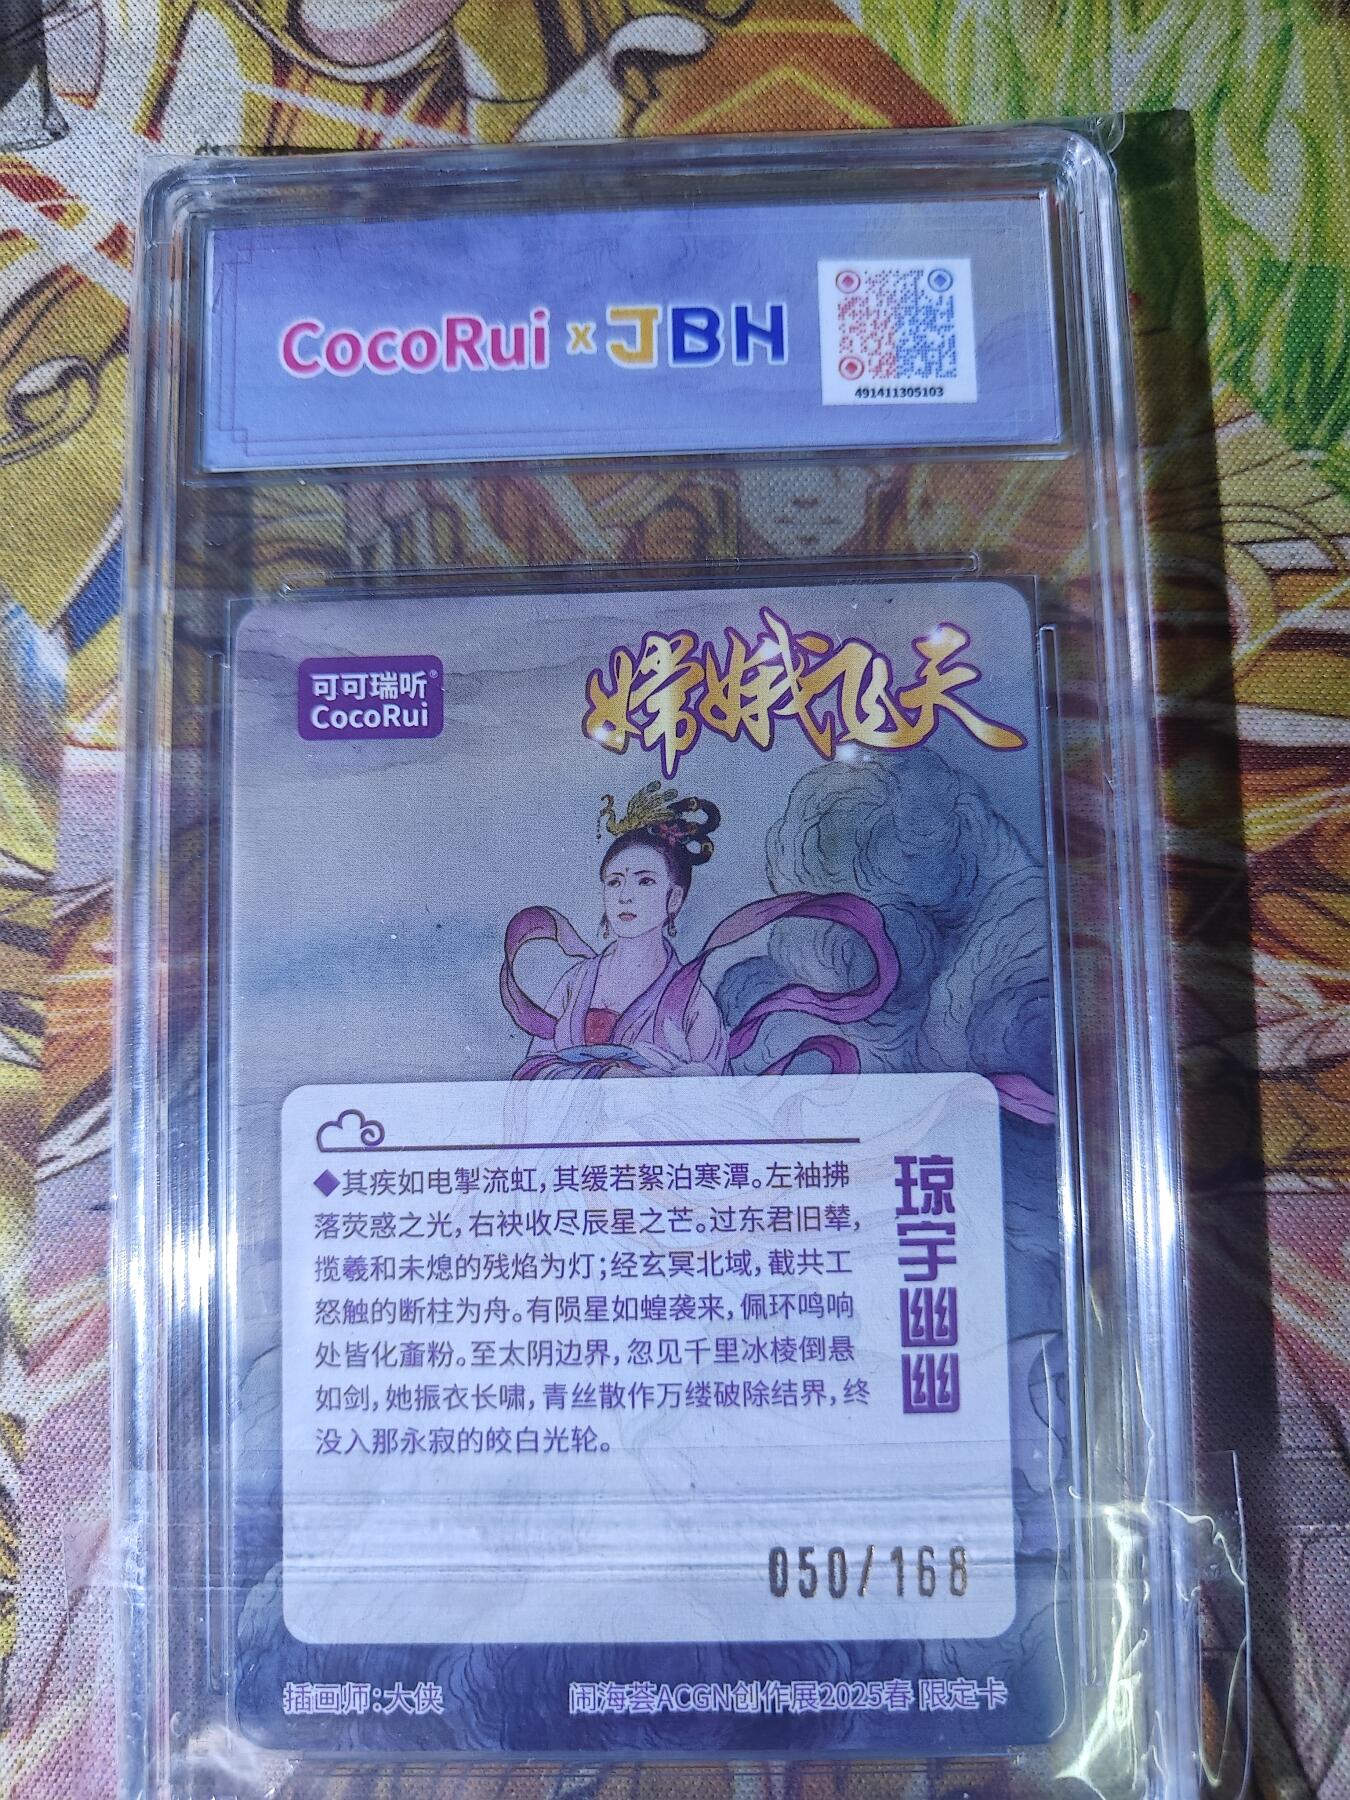 CocoRui x JBH
491411305103
可可瑞听®
CocoRui
嫦娥飞天
◆其疾如电掣流虹,其缓若絮泊寒潭。左袖拂
落荧惑之光,右袂收尽辰星之芒。过东君旧辇,
揽羲和未熄的残焰为灯;经玄冥北域,截共工
怒触的断柱为舟。有陨星如蝗袭来,佩环鸣响
处皆化齑粉。至太阴边界,忽见千里冰棱倒悬
如剑,她振衣长啸,青丝散作万缕破除结界,终
没入那永寂的皎白光轮。
琼宇幽幽
050/168
插画师:大侠
闹海荟ACGN创作展2025春 限定卡